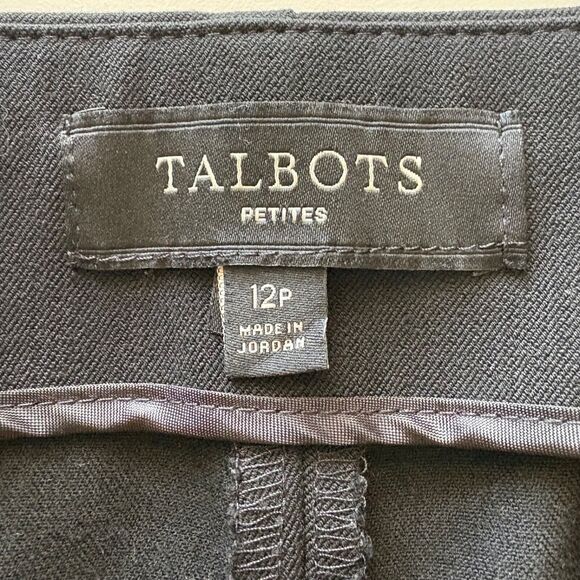 TALBOTS
PETITES
12P
MADE IN
JORDAN